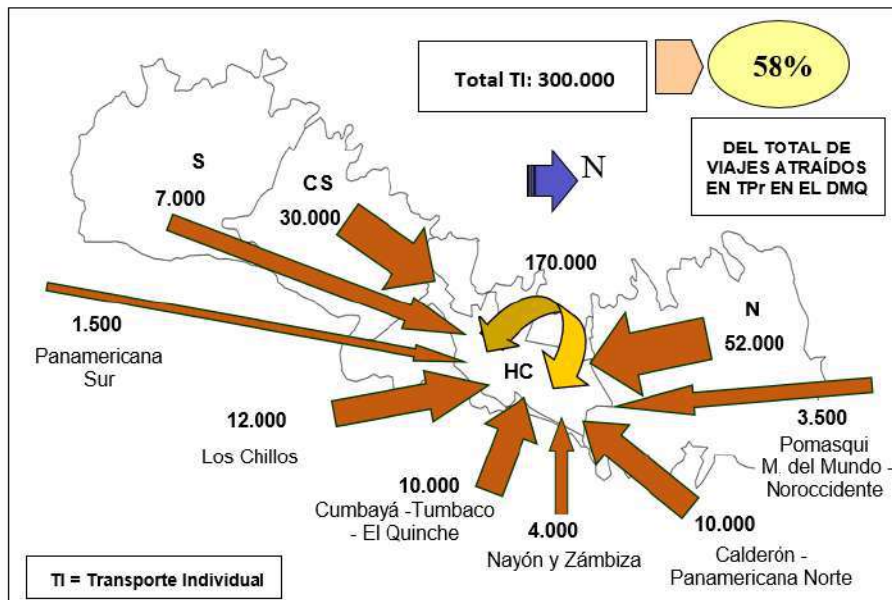 Total TI: 300.000
58%
DEL TOTAL DE
VIAJES ATRAÍDOS
EN TPr EN EL DMQ
N
S
7.000
CS
30.000
170.000
N
52.000
1.500
Panamericana
Sur
HC
12.000
Los Chillos
3.500
Pomasqui
M. del Mundo -
Noroccidente
10.000
Cumbayá -Tumbaco
- El Quinche
4.000
Nayón y Zámbiza
10.000
Calderón -
Panamericana Norte
TI = Transporte Individual